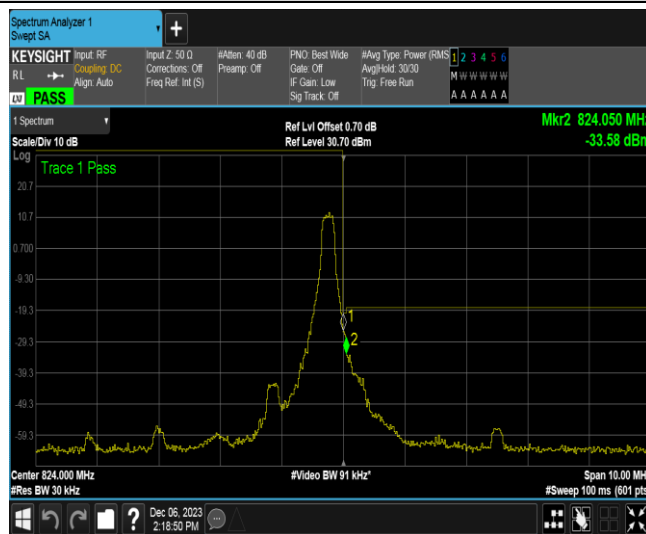 Spectrum Analyzer 1
Swept SA
KEYSIGHT
RL
LXI PASS
Input: RF
Coupling: DC
Align: Auto
Input Z: 50 Ω
Corrections: Off
Freq Ref: Int (S)
#Atten: 40 dB
Preamp: Off
PNO: Best Wide
Gate: Off
IF Gain: Low
Sig Track: Off
#Avg Type: Power (RMS
Avg|Hold: 30/30
Trig: Free Run
1 2 3 4 5 6
M W W W W W
A A A A A A
1 Spectrum
Scale/Div 10 dB
Ref Lvl Offset 0.70 dB
Ref Level 30.70 dBm
Mkr2 824.050 MHz
-33.58 dBm
Log
Trace 1 Pass
20.7
10.7
0.700
-9.30
-19.3
-29.3
-39.3
-49.3
-59.3
1
2
Center 824.000 MHz
#Res BW 30 kHz
#Video BW 91 kHz*
Span 10.00 MH
#Sweep 100 ms (601 pts
?
Dec 06, 2023
2:18:50 PM